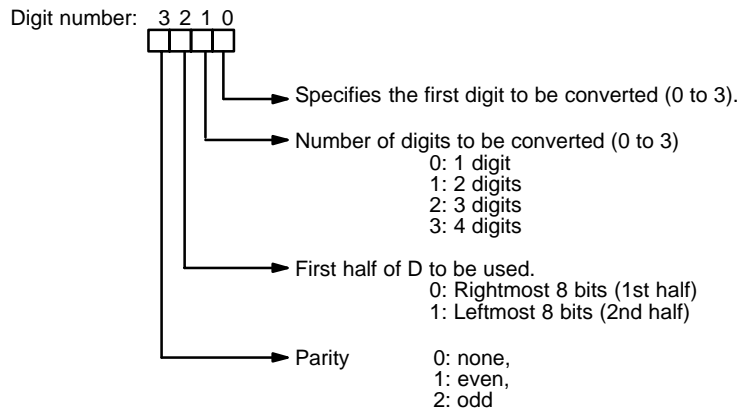 Digit number: 3 2 1 0
Specifies the first digit to be converted (0 to 3).
Number of digits to be converted (0 to 3)
0: 1 digit
1: 2 digits
2: 3 digits
3: 4 digits
First half of D to be used.
0: Rightmost 8 bits (1st half)
1: Leftmost 8 bits (2nd half)
Parity 0: none,
1: even,
2: odd